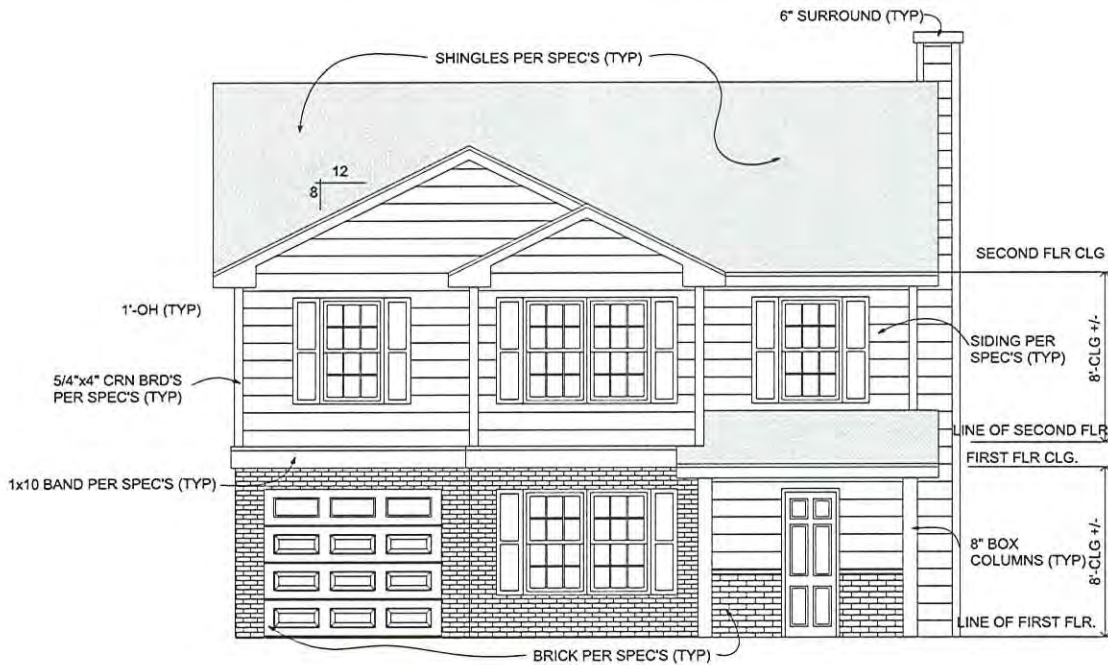 6" SURROUND (TYP)
SHINGLES PER SPEC'S (TYP)
12
8
SECOND FLR CLG
1'-OH (TYP)
8'-CLG +/-
SIDING PER
SPEC'S (TYP)
5/4"x4" CRN BRD'S
PER SPEC'S (TYP)
LINE OF SECOND FLR
FIRST FLR CLG.
1x10 BAND PER SPEC'S (TYP)
8" BOX
COLUMNS (TYP)
8'-CLG +/-
LINE OF FIRST FLR.
BRICK PER SPEC'S (TYP)